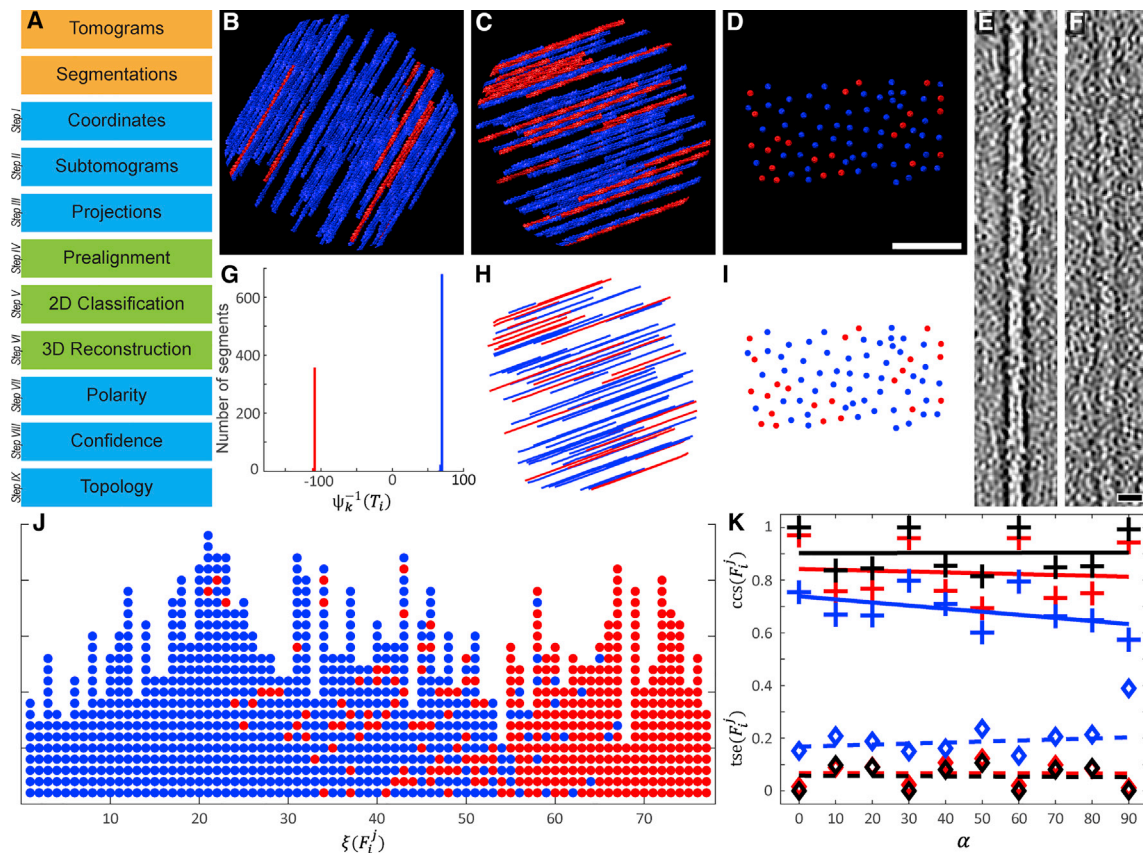 A
Tomograms
Segmentations
Step I
Coordinates
Step II
Subtomograms
Step III
Projections
Step IV
Prealignment
Step V
2D Classification
Step VI
3D Reconstruction
Step VII
Polarity
Step VIII
Confidence
Step IX
Topology
B
C
D
E
F
G
Number of segments
600
400
200
0
-100
0
100
ψ_k^{-1}(T_i)
H
I
J
10
20
30
40
50
60
70
ξ(F_i^j)
K
ccs(F_i^j)
tse(F_i^j)
1
0.8
0.6
0.4
0.2
0
0
10
20
30
40
50
60
70
80
90
α